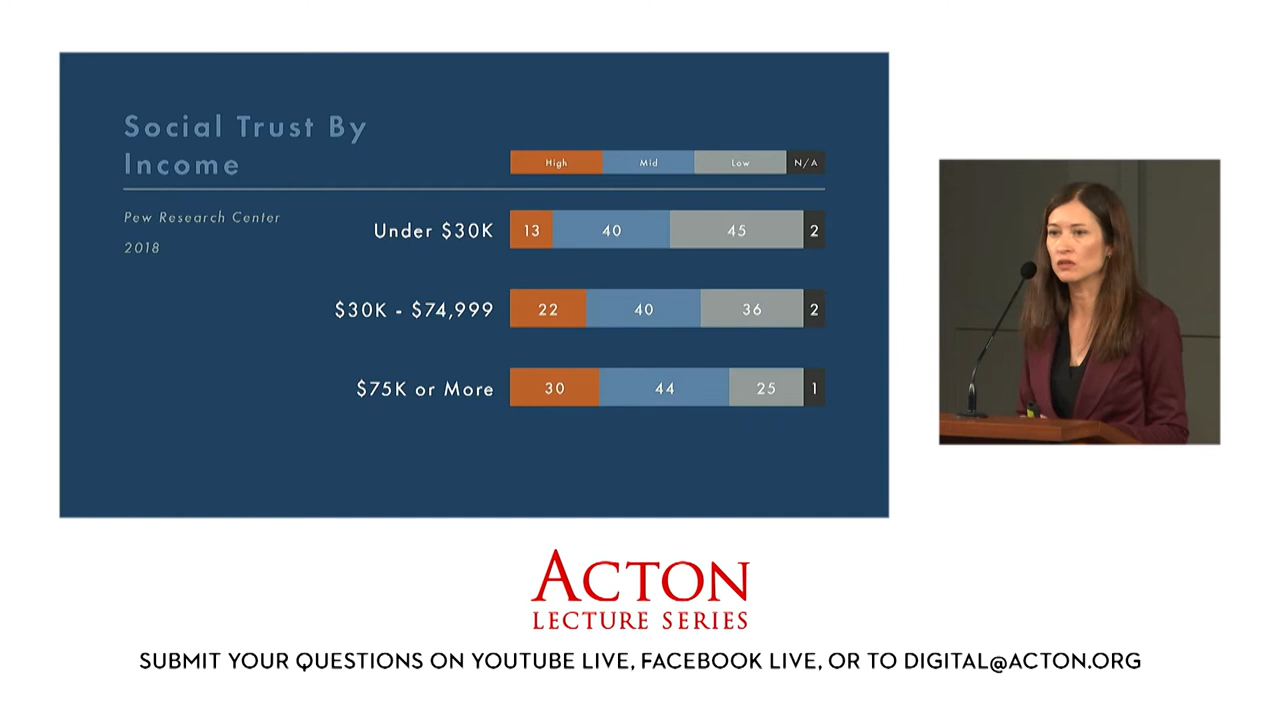 Social Trust By
Income
High Mid Low N/A
Pew Research Center
2018
Under $30K 13 40 45 2
$30K - $74,999 22 40 36 2
$75K or More 30 44 25 1
ACTON
LECTURE SERIES
SUBMIT YOUR QUESTIONS ON YOUTUBE LIVE, FACEBOOK LIVE, OR TO DIGITAL@ACTON.ORG